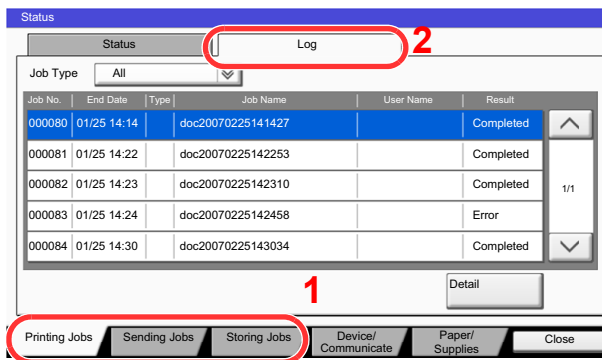 Status
Status Log 2
Job Type All
Job No. End Date Type Job Name User Name Result
000080 01/25 14:14 doc20070225141427 Completed
000081 01/25 14:22 doc20070225142253 Completed
000082 01/25 14:23 doc20070225142310 Completed
1/1
000083 01/25 14:24 doc20070225142458 Error
000084 01/25 14:30 doc20070225143034 Completed
1 Detail
Printing Jobs Sending Jobs Storing Jobs Device/ Communicate Paper/ Supplies Close